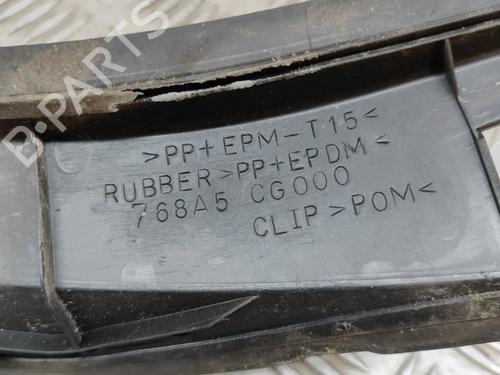 >PP+EPM-T15<
RUBBER>PP+EPDM<
768A5 CG000
CLIP>POM<
B-Parts